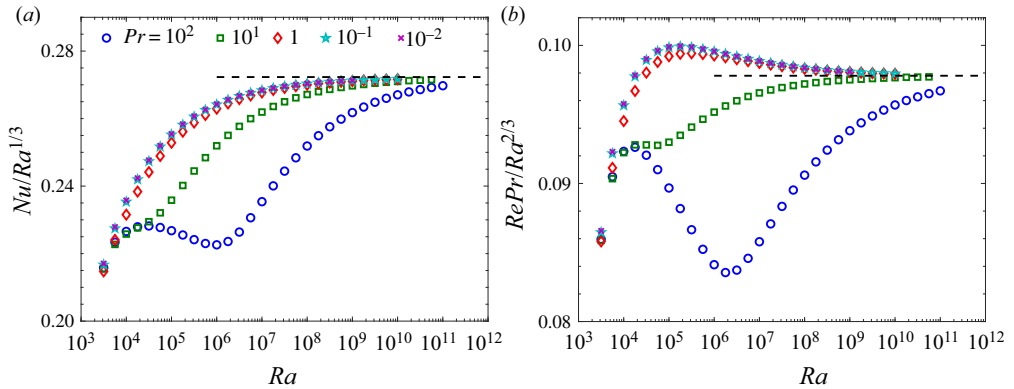 (a)
0.28
Pr = 10² 10¹ 1 10⁻¹ 10⁻²
0.24
0.20
Nu/Ra^{1/3}
10³ 10⁴ 10⁵ 10⁶ 10⁷ 10⁸ 10⁹ 10¹⁰ 10¹¹ 10¹²
Ra
(b)
0.10
0.09
0.08
RePr/Ra^{2/3}
10³ 10⁴ 10⁵ 10⁶ 10⁷ 10⁸ 10⁹ 10¹⁰ 10¹¹ 10¹²
Ra